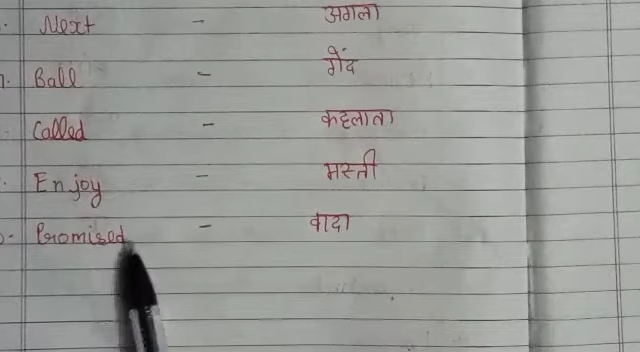 Next - अगला
Ball - गेंद
Called - कहलाता
Enjoy - मस्ती
Promised - वादा